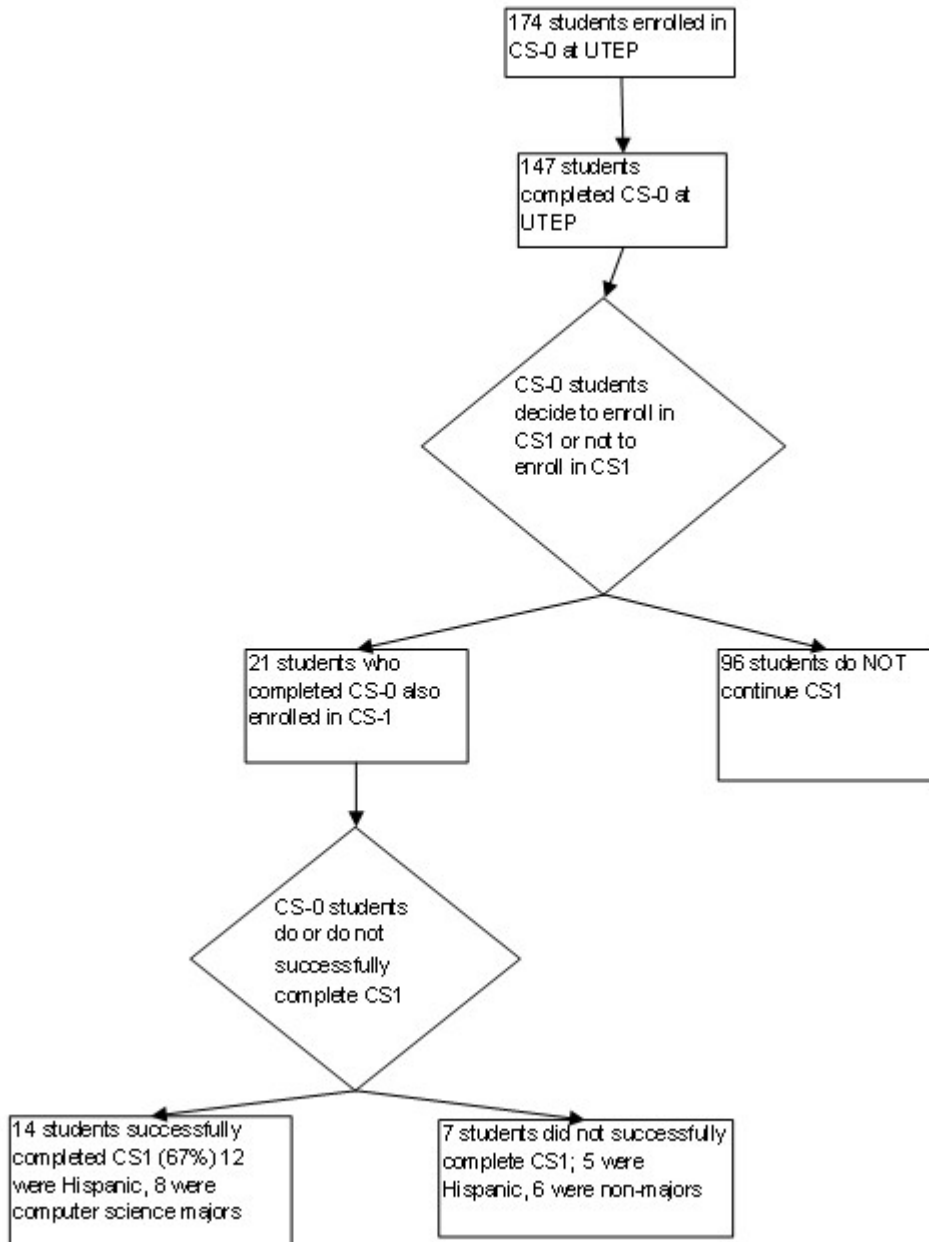 174 students enrolled in
CS-0 at UTEP
147 students
completed CS-0 at
UTEP
CS-0 students
decide to enroll in
CS1 or not to
enroll in CS1
21 students who
completed CS-0 also
enrolled in CS-1
96 students do NOT
continue CS1
CS-0 students
do or do not
successfully
complete CS1
14 students successfully
completed CS1 (67%) 12
were Hispanic, 8 were
computer science majors
7 students did not successfully
complete CS1; 5 were
Hispanic, 6 were non-majors